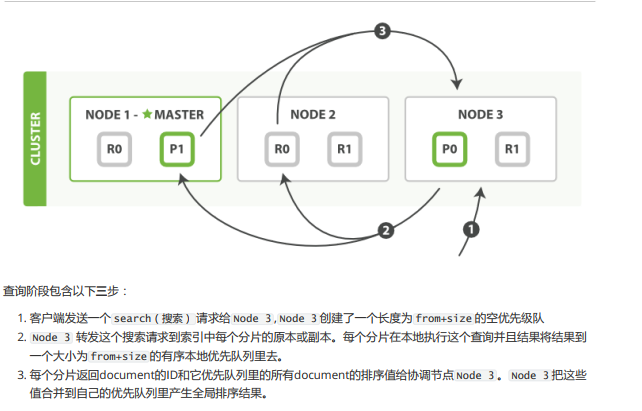 3
CLUSTER
NODE 1 - ★ MASTER
R0 P1
NODE 2
R0 R1
NODE 3
P0 R1
2
1
查询阶段包含以下三步：
1. 客户端发送一个 search（搜索） 请求给 Node 3 , Node 3 创建了一个长度为 from+size 的空优先级队
2. Node 3 转发这个搜索请求到索引中每个分片的原本或副本。每个分片在本地执行这个查询并且结果将结果到
一个大小为 from+size 的有序本地优先队列里去。
3. 每个分片返回document的ID和它优先队列里的所有document的排序值给协调节点 Node 3 。 Node 3 把这些
值合并到自己的优先队列里产生全局排序结果。